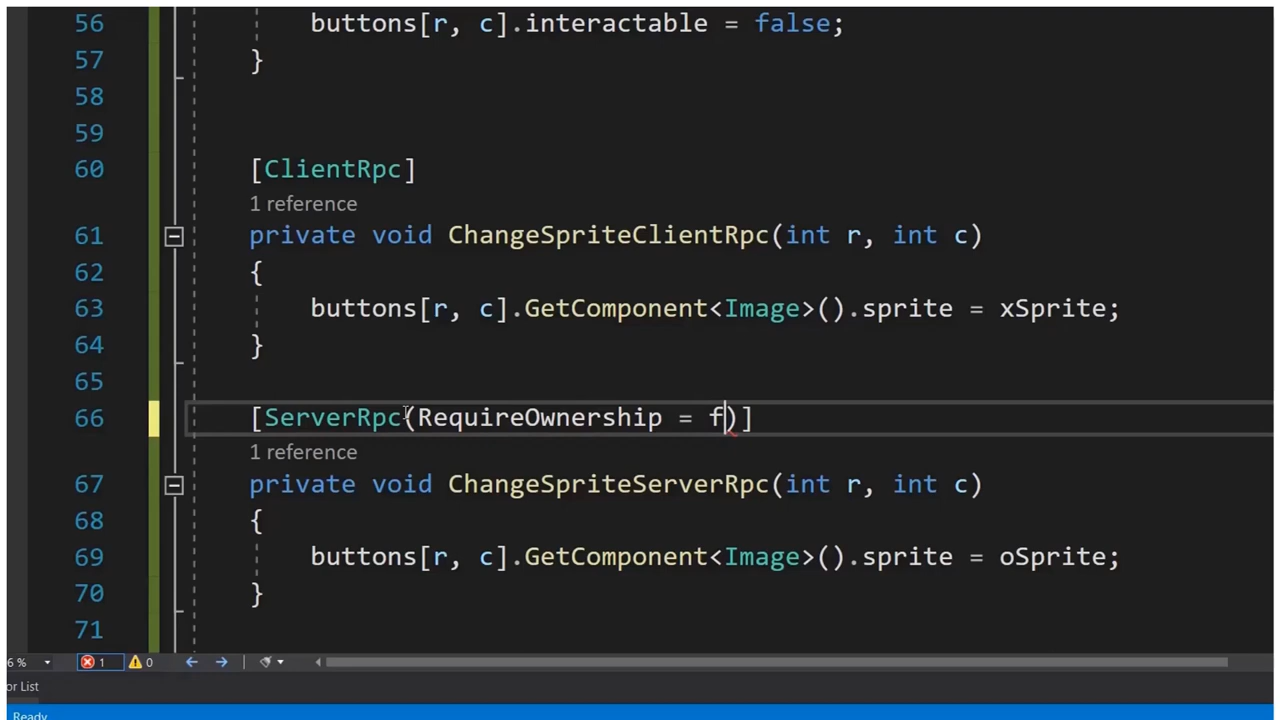 56 buttons[r, c].interactable = false;
57 }
58
59
60 [ClientRpc]
1 reference
61 private void ChangeSpriteClientRpc(int r, int c)
62 {
63 buttons[r, c].GetComponent<Image>().sprite = xSprite;
64 }
65
66 [ServerRpc(RequireOwnership = f)]
1 reference
67 private void ChangeSpriteServerRpc(int r, int c)
68 {
69 buttons[r, c].GetComponent<Image>().sprite = oSprite;
70 }
71
6 % 1 0
or List
Ready